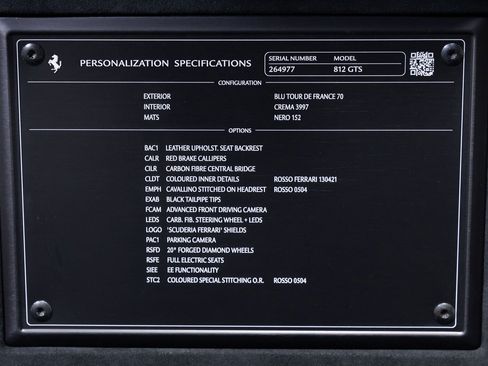 PERSONALIZATION SPECIFICATIONS
SERIAL NUMBER MODEL
264977 812 GTS
CONFIGURATION
EXTERIOR BLU TOUR DE FRANCE 70
INTERIOR CREMA 3997
MATS NERO 152
OPTIONS
BAC1 LEATHER UPHOLST. SEAT BACKREST
CALR RED BRAKE CALLIPERS
CILR CARBON FIBRE CENTRAL BRIDGE
CLDT COLOURED INNER DETAILS ROSSO FERRARI 130421
EMPH CAVALLINO STITCHED ON HEADREST ROSSO 0504
EXAB BLACK TAILPIPE TIPS
FCAM ADVANCED FRONT DRIVING CAMERA
LEDS CARB. FIB. STEERING WHEEL + LEDS
LOGO 'SCUDERIA FERRARI' SHIELDS
PAC1 PARKING CAMERA
RSFD 20" FORGED DIAMOND WHEELS
RSFE FULL ELECTRIC SEATS
SIEE EE FUNCTIONALITY
STC2 COLOURED SPECIAL STITCHING O.R. ROSSO 0504